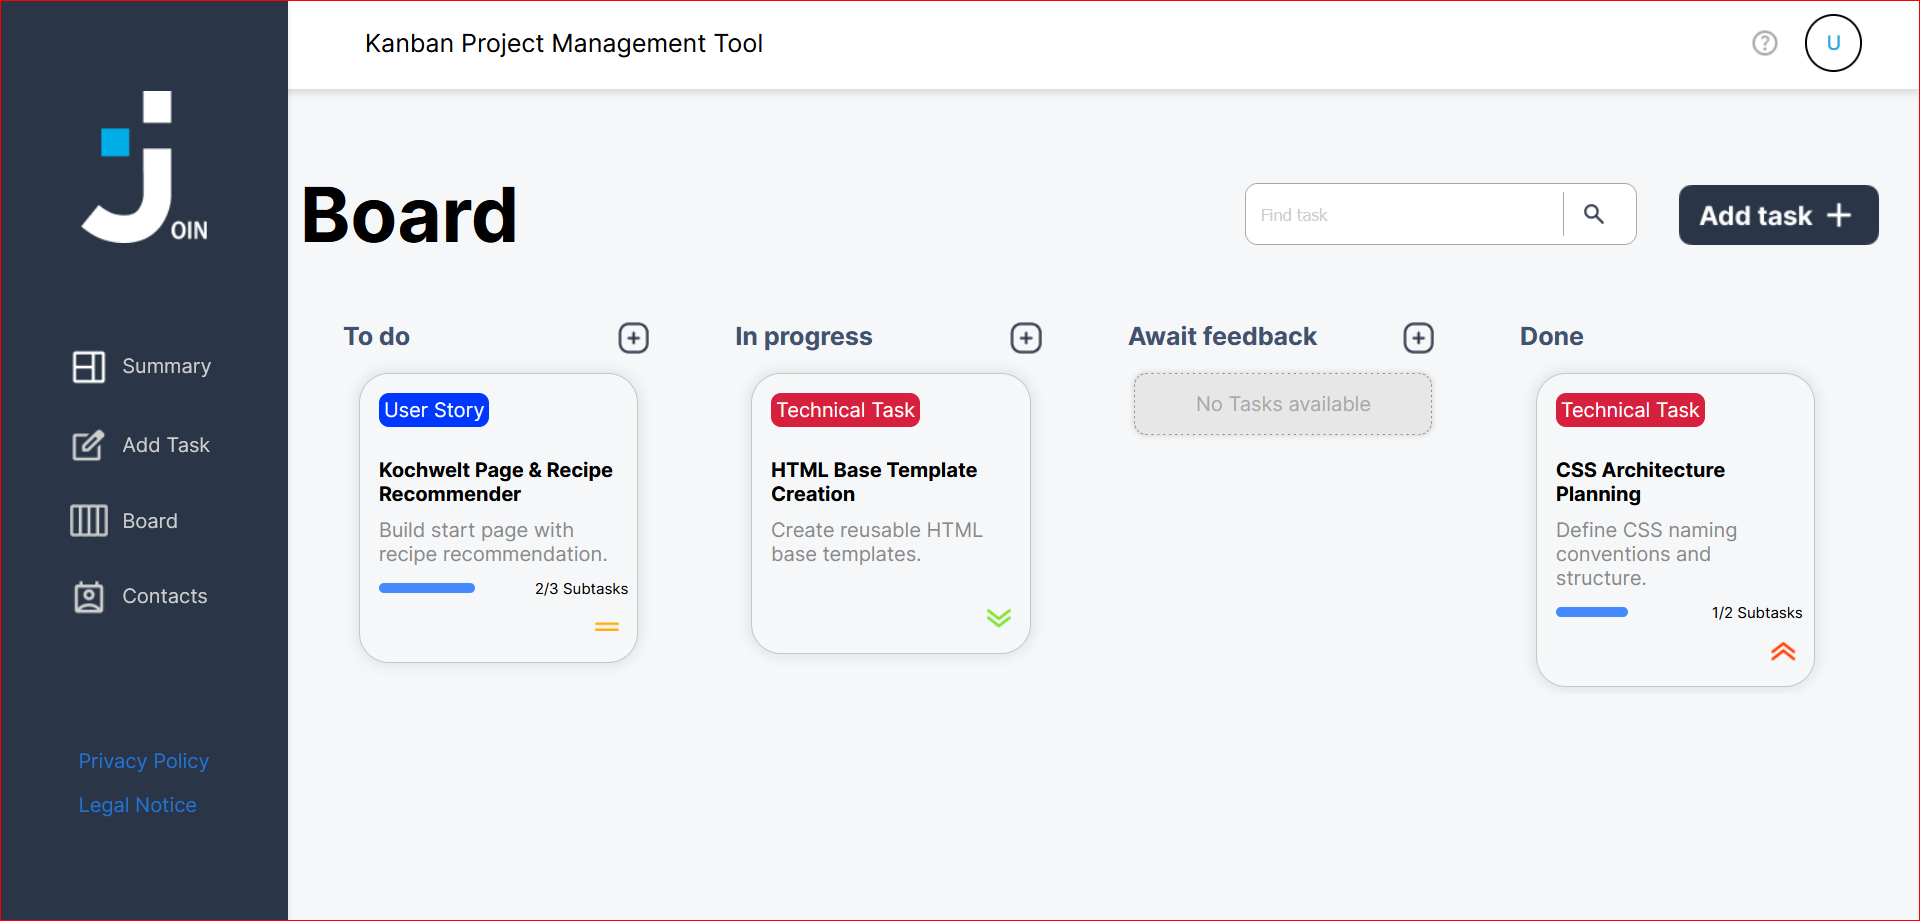 Kanban Project Management Tool
?
U
OIN
Board
Find task
Add task
Summary
Add Task
Board
Contacts
Privacy Policy
Legal Notice
To do
User Story
Kochwelt Page & Recipe
Recommender
Build start page with
recipe recommendation.
2/3 Subtasks
In progress
Technical Task
HTML Base Template
Creation
Create reusable HTML
base templates.
Await feedback
No Tasks available
Done
Technical Task
CSS Architecture
Planning
Define CSS naming
conventions and
structure.
1/2 Subtasks